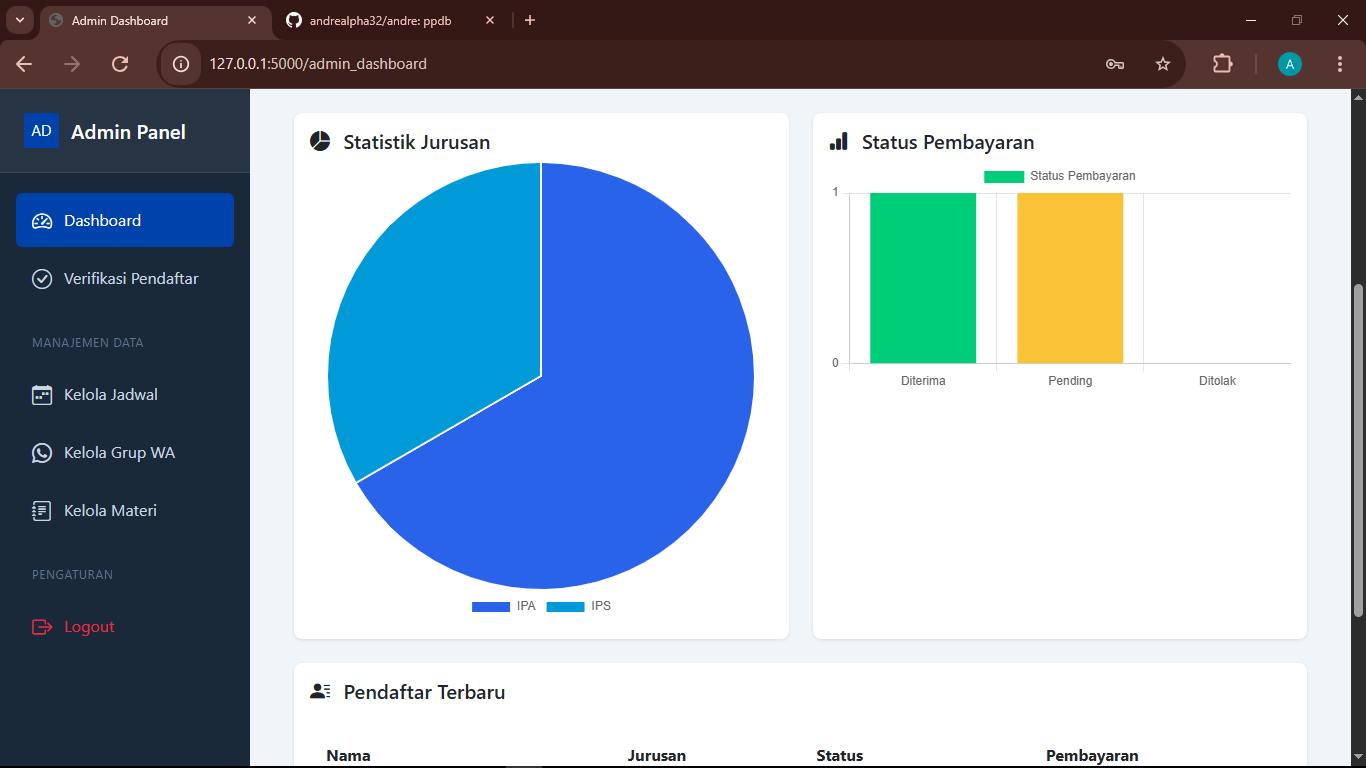 Admin Dashboard
andrealpha32/andre: ppdb
127.0.0.1:5000/admin_dashboard
A
AD
Admin Panel
Dashboard
Verifikasi Pendaftar
MANAJEMEN DATA
Kelola Jadwal
Kelola Grup WA
Kelola Materi
PENGATURAN
Logout
Statistik Jurusan
IPA
IPS
Status Pembayaran
Status Pembayaran
1
0
Diterima
Pending
Ditolak
Pendaftar Terbaru
Nama Jurusan Status Pembayaran